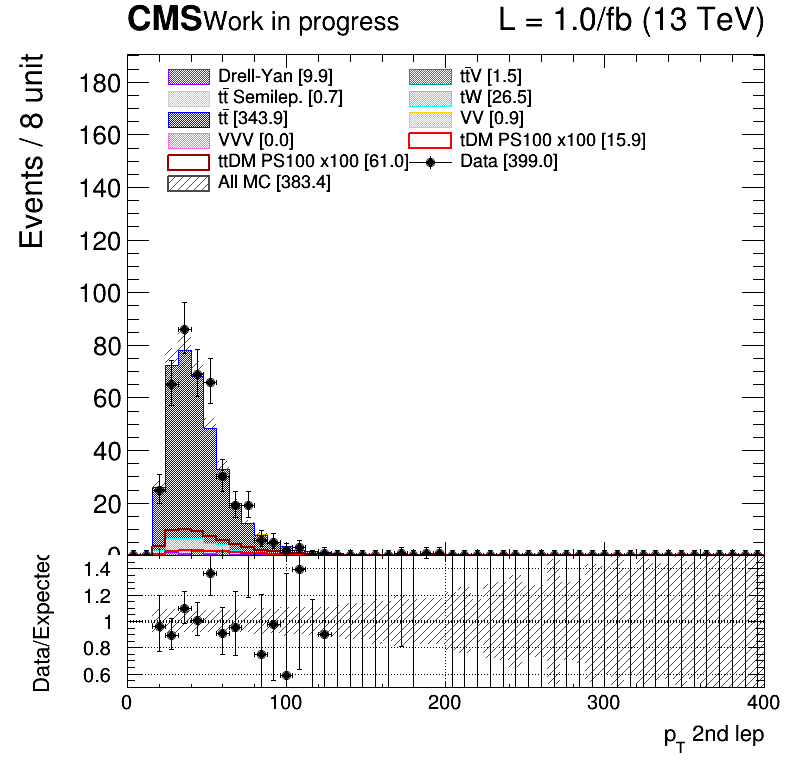 CMS Work in progress L = 1.0/fb (13 TeV)
Events / 8 unit
Drell-Yan [9.9] tt̄V [1.5]
tt̄ Semilep. [0.7] tW [26.5]
tt̄ [343.9] VV [0.9]
VVV [0.0] tDM PS100 x100 [15.9]
ttDM PS100 x100 [61.0] Data [399.0]
All MC [383.4]
180
160
140
120
100
80
60
40
20
0
Data/Expected
1.4
1.2
1
0.8
0.6
0 100 200 300 400
p_T 2nd lep